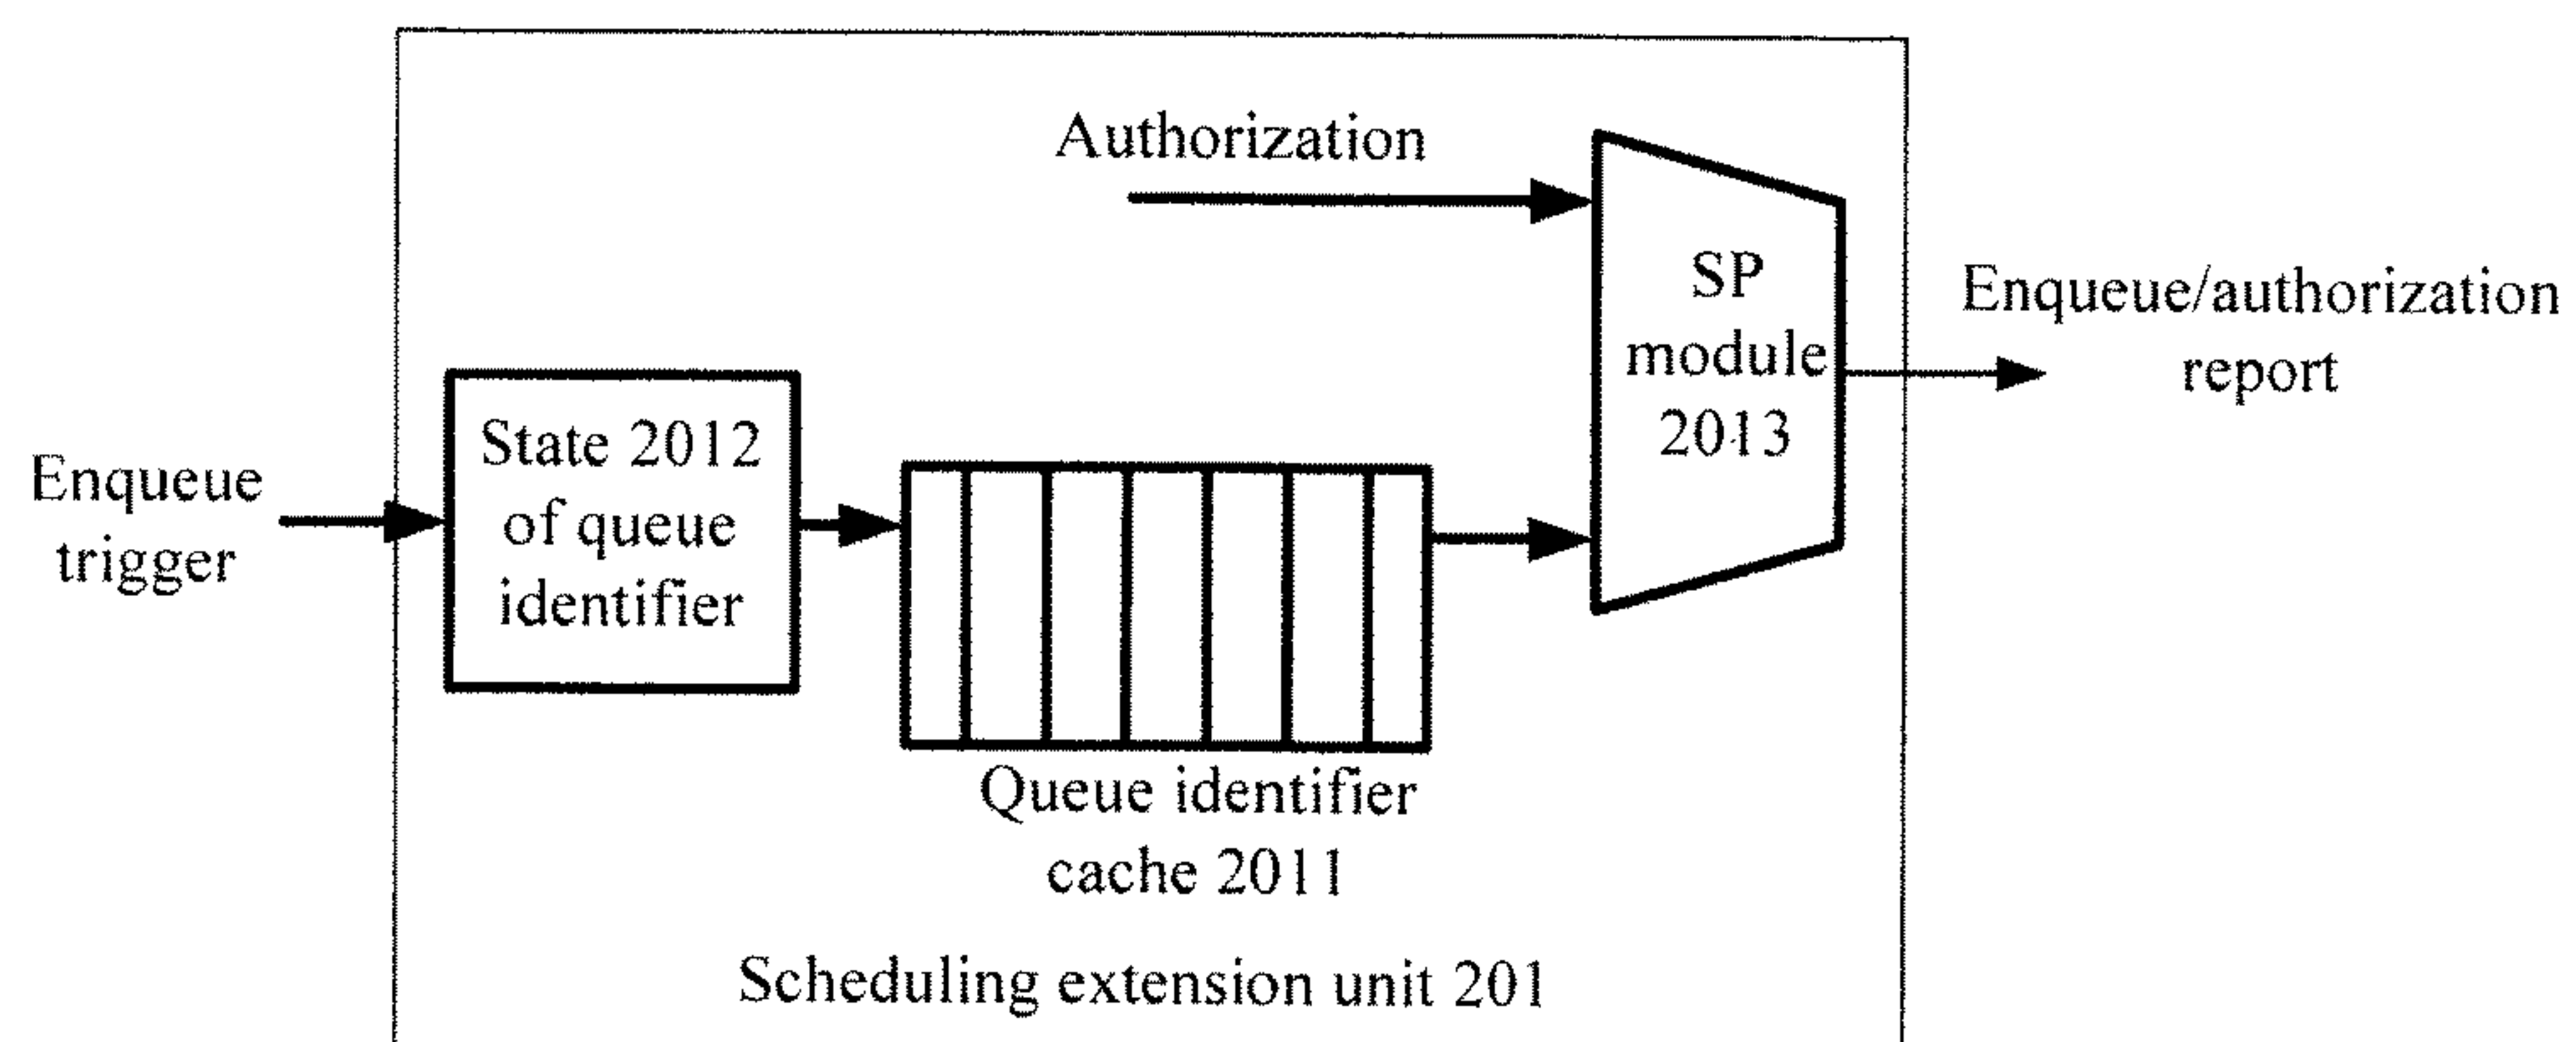 Authorization
SP
module
2013
Enqueue/authorization
report
State 2012
of queue
identifier
Enqueue
trigger
Queue identifier
cache 2011
Scheduling extension unit 201